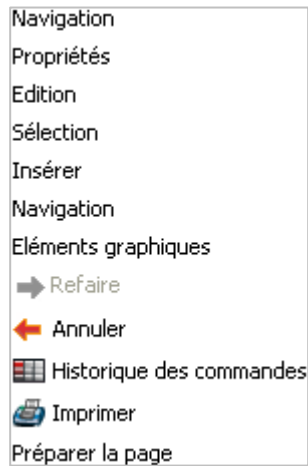 Navigation
Propriétés
Edition
Sélection
Insérer
Navigation
Eléments graphiques
Refaire
Annuler
Historique des commandes
Imprimer
Préparer la page